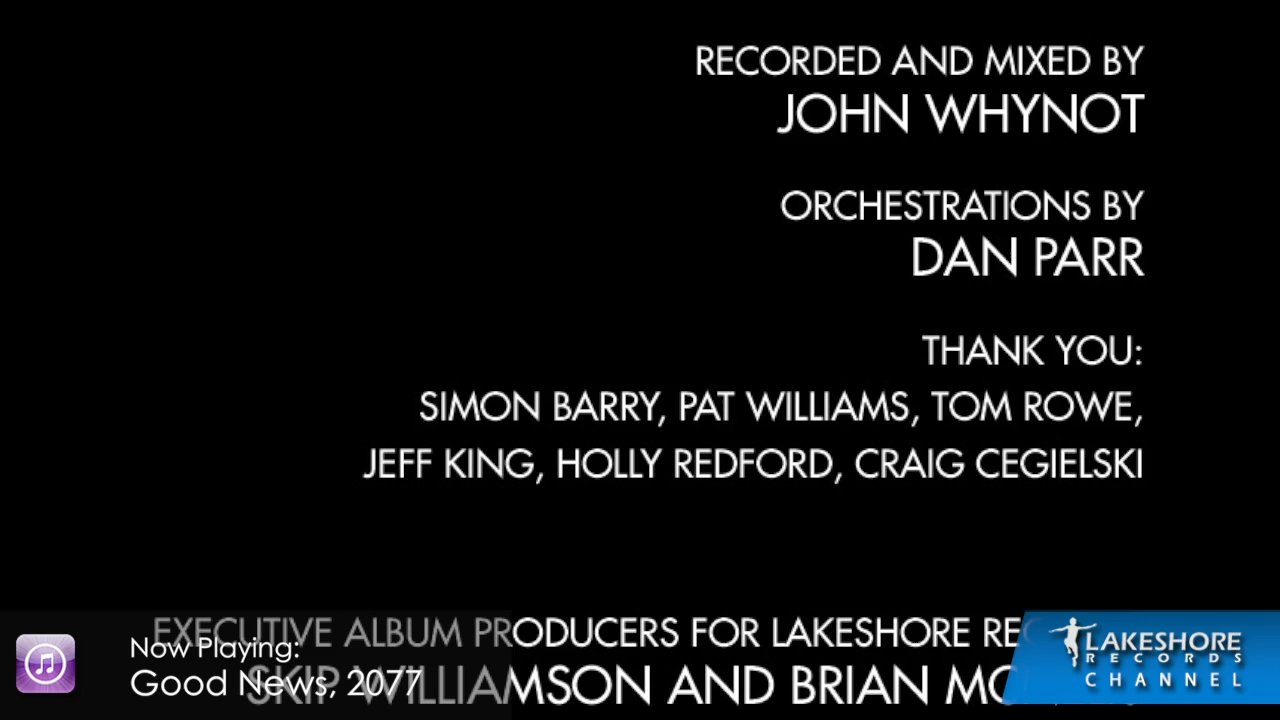 RECORDED AND MIXED BY
JOHN WHYNOT
ORCHESTRATIONS BY
DAN PARR
THANK YOU:
SIMON BARRY, PAT WILLIAMS, TOM ROWE,
JEFF KING, HOLLY REDFORD, CRAIG CEGIELSKI
EXECUTIVE ALBUM PRODUCERS FOR LAKESHORE
SKIP WILLIAMSON AND BRIAN
Now Playing:
Good News, 2077
LAKESHORE
RECORDS
CHANNEL